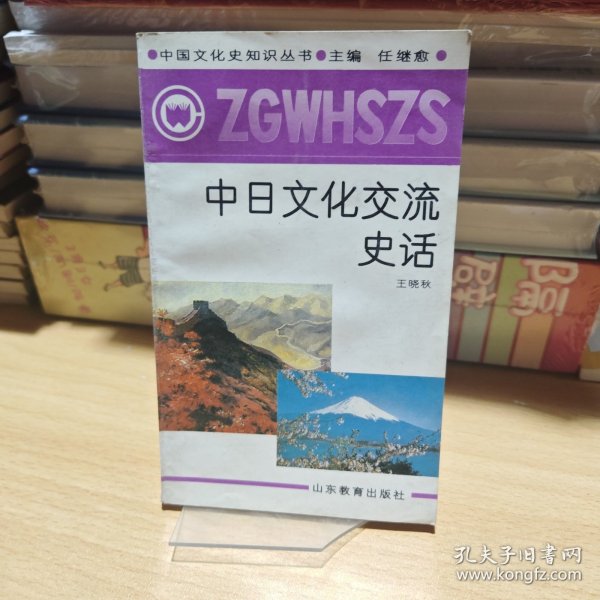 ●中国文化史知识丛书●主编 任继愈●
ZGWHSZS
中日文化交流
史话
王晓秋
山东教育出版社
隔
孔夫子旧书网
www.kongfz.com